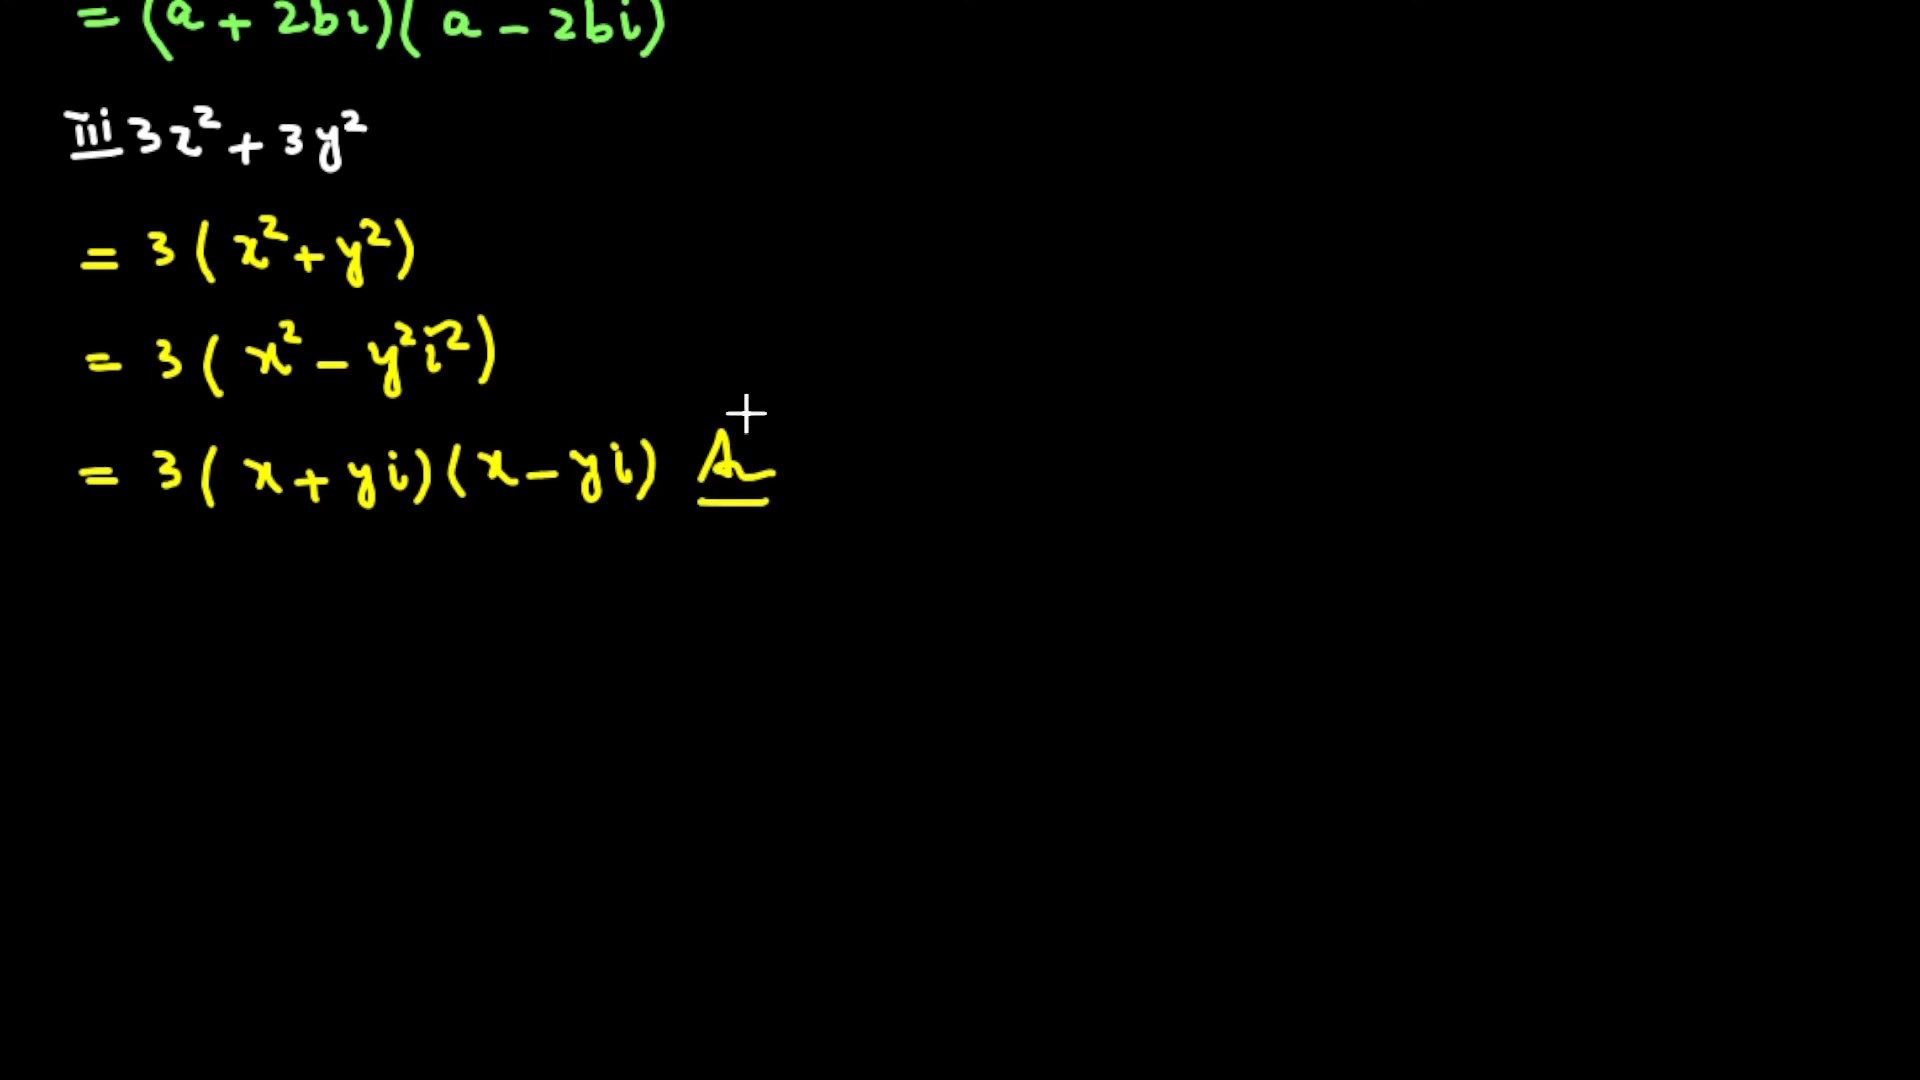 = (a + 2bi)(a - 2bi)
iii 3x² + 3y²
= 3(x² + y²)
= 3(x² - y²i²)
= 3(x + yi)(x - yi)